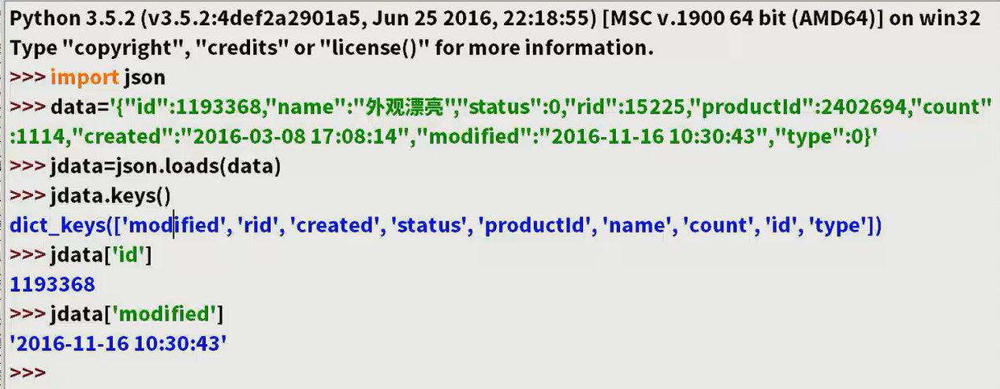 Python 3.5.2 (v3.5.2:4def2a2901a5, Jun 25 2016, 22:18:55) [MSC v.1900 64 bit (AMD64)] on win32
Type "copyright", "credits" or "license()" for more information.
>>> import json
>>> data='{"id":1193368,"name":"外观漂亮","status":0,"rid":15225,"productId":2402694,"count"
:1114,"created":"2016-03-08 17:08:14","modified":"2016-11-16 10:30:43","type":0}'
>>> jdata=json.loads(data)
>>> jdata.keys()
dict_keys(['modified', 'rid', 'created', 'status', 'productId', 'name', 'count', 'id', 'type'])
>>> jdata['id']
1193368
>>> jdata['modified']
'2016-11-16 10:30:43'
>>>